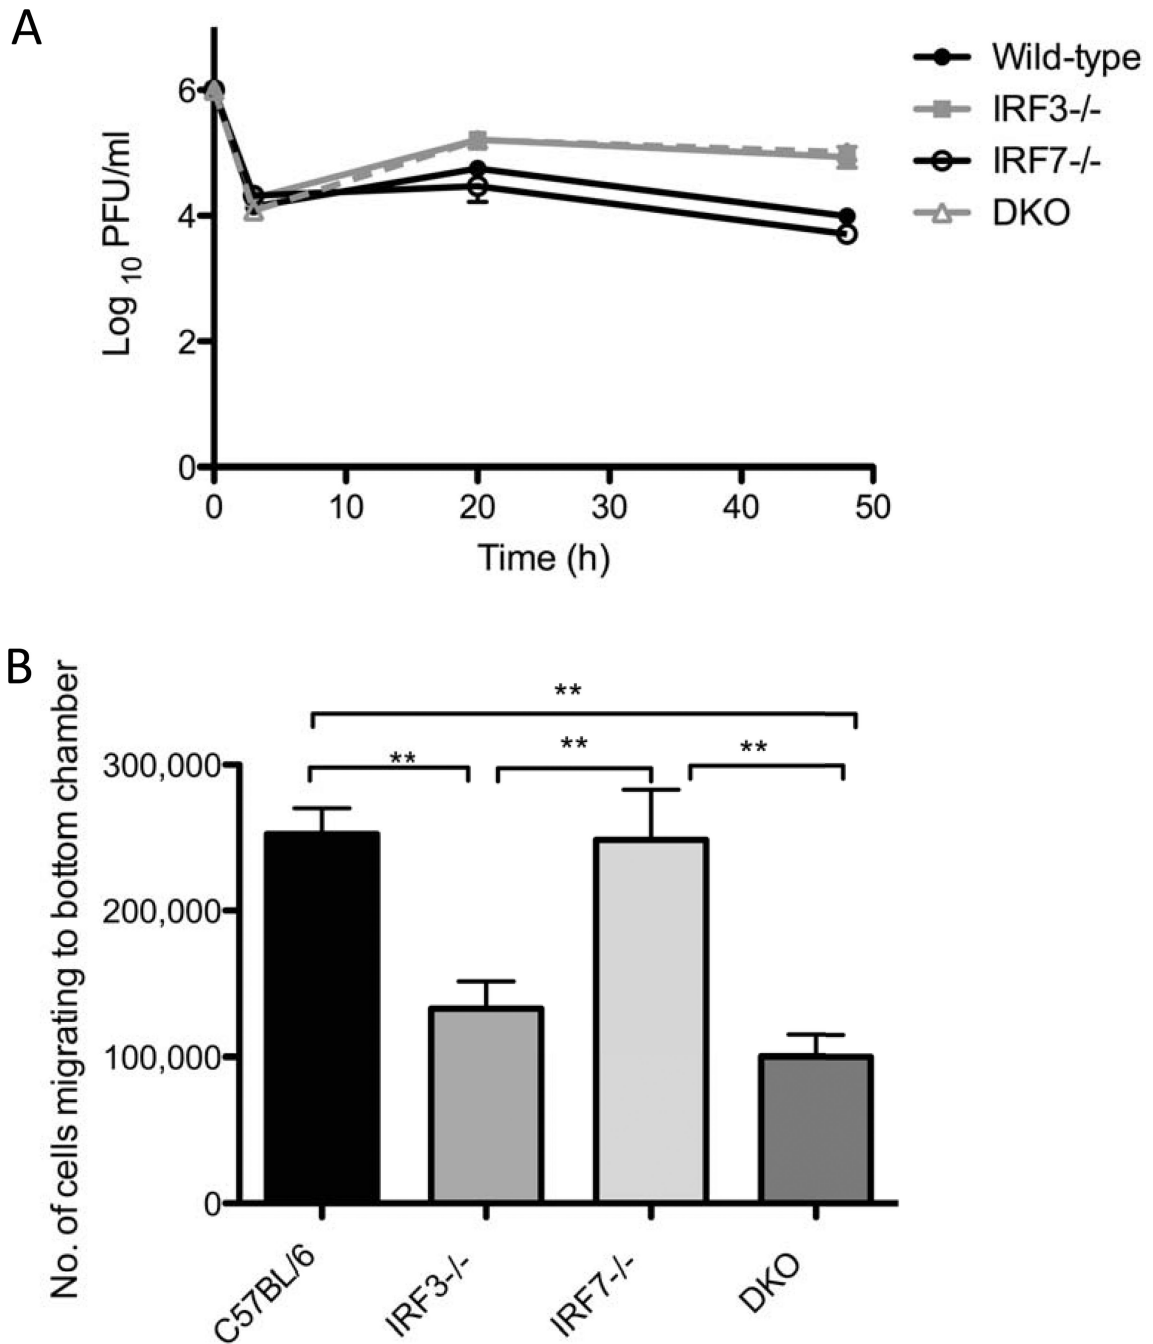 A
Log 10 PFU/ml
6
4
2
0
0 10 20 30 40 50
Time (h)
Wild-type
IRF3-/-
IRF7-/-
DKO
B
No. of cells migrating to bottom chamber
300,000
200,000
100,000
0
**
** ** **
C57BL/6 IRF3-/- IRF7-/- DKO